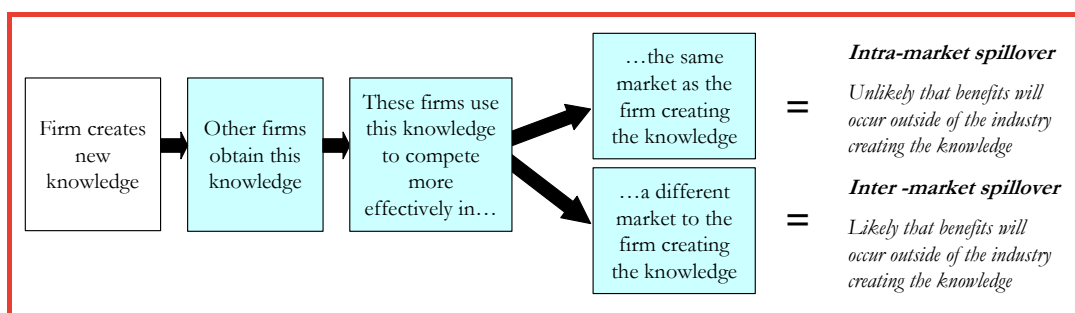 Firm creates
new
knowledge
Other firms
obtain this
knowledge
These firms use
this knowledge
to compete
more
effectively in…
…the same
market as the
firm creating
the knowledge
=
Intra-market spillover
Unlikely that benefits will
occur outside of the industry
creating the knowledge
…a different
market to the
firm creating
the knowledge
=
Inter -market spillover
Likely that benefits will
occur outside of the industry
creating the knowledge